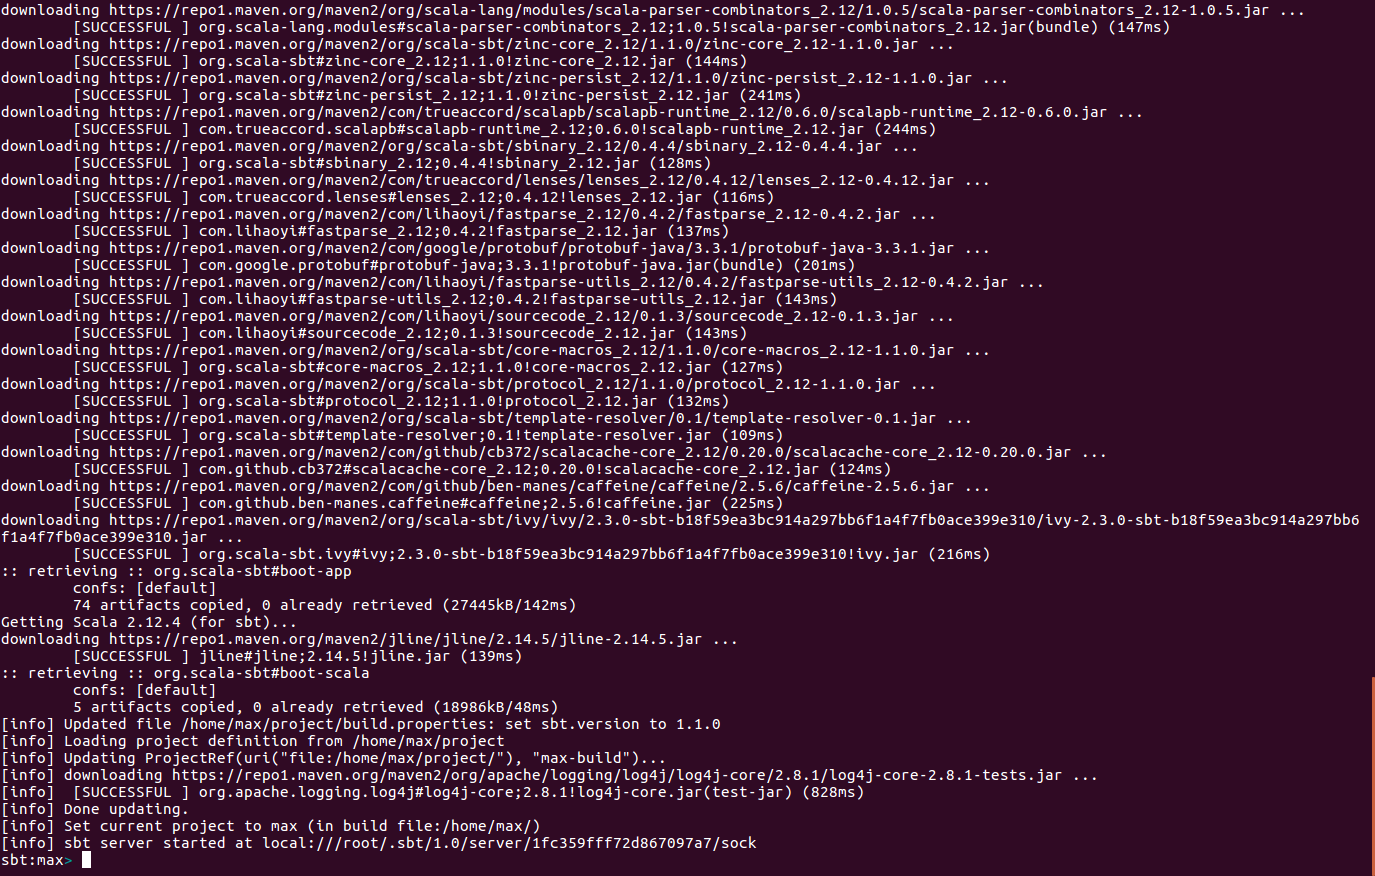 downloading https://repo1.maven.org/maven2/org/scala-lang/modules/scala-parser-combinators_2.12/1.0.5/scala-parser-combinators_2.12-1.0.5.jar ...
[SUCCESSFUL ] org.scala-lang.modules#scala-parser-combinators_2.12;1.0.5!scala-parser-combinators_2.12.jar(bundle) (147ms)
downloading https://repo1.maven.org/maven2/org/scala-sbt/zinc-core_2.12/1.1.0/zinc-core_2.12-1.1.0.jar ...
[SUCCESSFUL ] org.scala-sbt#zinc-core_2.12;1.1.0!zinc-core_2.12.jar (144ms)
downloading https://repo1.maven.org/maven2/org/scala-sbt/zinc-persist_2.12/1.1.0/zinc-persist_2.12-1.1.0.jar ...
[SUCCESSFUL ] org.scala-sbt#zinc-persist_2.12;1.1.0!zinc-persist_2.12.jar (241ms)
downloading https://repo1.maven.org/maven2/com/trueaccord/scalapb/scalapb-runtime_2.12/0.6.0/scalapb-runtime_2.12-0.6.0.jar ...
[SUCCESSFUL ] com.trueaccord.scalapb#scalapb-runtime_2.12;0.6.0!scalapb-runtime_2.12.jar (244ms)
downloading https://repo1.maven.org/maven2/org/scala-sbt/sbinary_2.12/0.4.4/sbinary_2.12-0.4.4.jar ...
[SUCCESSFUL ] org.scala-sbt#sbinary_2.12;0.4.4!sbinary_2.12.jar (128ms)
downloading https://repo1.maven.org/maven2/com/trueaccord/lenses/lenses_2.12/0.4.12/lenses_2.12-0.4.12.jar ...
[SUCCESSFUL ] com.trueaccord.lenses#lenses_2.12;0.4.12!lenses_2.12.jar (116ms)
downloading https://repo1.maven.org/maven2/com/lihaoyi/fastparse_2.12/0.4.2/fastparse_2.12-0.4.2.jar ...
[SUCCESSFUL ] com.lihaoyi#fastparse_2.12;0.4.2!fastparse_2.12.jar (137ms)
downloading https://repo1.maven.org/maven2/com/google/protobuf/protobuf-java/3.3.1/protobuf-java-3.3.1.jar ...
[SUCCESSFUL ] com.google.protobuf#protobuf-java;3.3.1!protobuf-java.jar(bundle) (201ms)
downloading https://repo1.maven.org/maven2/com/lihaoyi/fastparse-utils_2.12/0.4.2/fastparse-utils_2.12-0.4.2.jar ...
[SUCCESSFUL ] com.lihaoyi#fastparse-utils_2.12;0.4.2!fastparse-utils_2.12.jar (143ms)
downloading https://repo1.maven.org/maven2/com/lihaoyi/sourcecode_2.12/0.1.3/sourcecode_2.12-0.1.3.jar ...
[SUCCESSFUL ] com.lihaoyi#sourcecode_2.12;0.1.3!sourcecode_2.12.jar (143ms)
downloading https://repo1.maven.org/maven2/org/scala-sbt/core-macros_2.12/1.1.0/core-macros_2.12-1.1.0.jar ...
[SUCCESSFUL ] org.scala-sbt#core-macros_2.12;1.1.0!core-macros_2.12.jar (127ms)
downloading https://repo1.maven.org/maven2/org/scala-sbt/protocol_2.12/1.1.0/protocol_2.12-1.1.0.jar ...
[SUCCESSFUL ] org.scala-sbt#protocol_2.12;1.1.0!protocol_2.12.jar (132ms)
downloading https://repo1.maven.org/maven2/org/scala-sbt/template-resolver/0.1/template-resolver-0.1.jar ...
[SUCCESSFUL ] org.scala-sbt#template-resolver;0.1!template-resolver.jar (109ms)
downloading https://repo1.maven.org/maven2/com/github/cb372/scalacache-core_2.12/0.20.0/scalacache-core_2.12-0.20.0.jar ...
[SUCCESSFUL ] com.github.cb372#scalacache-core_2.12;0.20.0!scalacache-core_2.12.jar (124ms)
downloading https://repo1.maven.org/maven2/com/github/ben-manes/caffeine/caffeine/2.5.6/caffeine-2.5.6.jar ...
[SUCCESSFUL ] com.github.ben-manes.caffeine#caffeine;2.5.6!caffeine.jar (225ms)
downloading https://repo1.maven.org/maven2/org/scala-sbt/ivy/ivy/2.3.0-sbt-b18f59ea3bc914a297bb6f1a4f7fb0ace399e310/ivy-2.3.0-sbt-b18f59ea3bc914a297bb6
f1a4f7fb0ace399e310.jar ...
[SUCCESSFUL ] org.scala-sbt.ivy#ivy;2.3.0-sbt-b18f59ea3bc914a297bb6f1a4f7fb0ace399e310!ivy.jar (216ms)
:: retrieving :: org.scala-sbt#boot-app
confs: [default]
74 artifacts copied, 0 already retrieved (27445kB/142ms)
Getting Scala 2.12.4 (for sbt)...
downloading https://repo1.maven.org/maven2/jline/jline/2.14.5/jline-2.14.5.jar ...
[SUCCESSFUL ] jline#jline;2.14.5!jline.jar (139ms)
:: retrieving :: org.scala-sbt#boot-scala
confs: [default]
5 artifacts copied, 0 already retrieved (18986kB/48ms)
[info] Updated file /home/max/project/build.properties: set sbt.version to 1.1.0
[info] Loading project definition from /home/max/project
[info] Updating ProjectRef(uri("file:/home/max/project/"), "max-build")...
[info] downloading https://repo1.maven.org/maven2/org/apache/logging/log4j/log4j-core/2.8.1/log4j-core-2.8.1-tests.jar ...
[info]  [SUCCESSFUL ] org.apache.logging.log4j#log4j-core;2.8.1!log4j-core.jar(test-jar) (828ms)
[info] Done updating.
[info] Set current project to max (in build file:/home/max/)
[info] sbt server started at local:///root/.sbt/1.0/server/1fc359fff72d867097a7/sock
sbt:max>